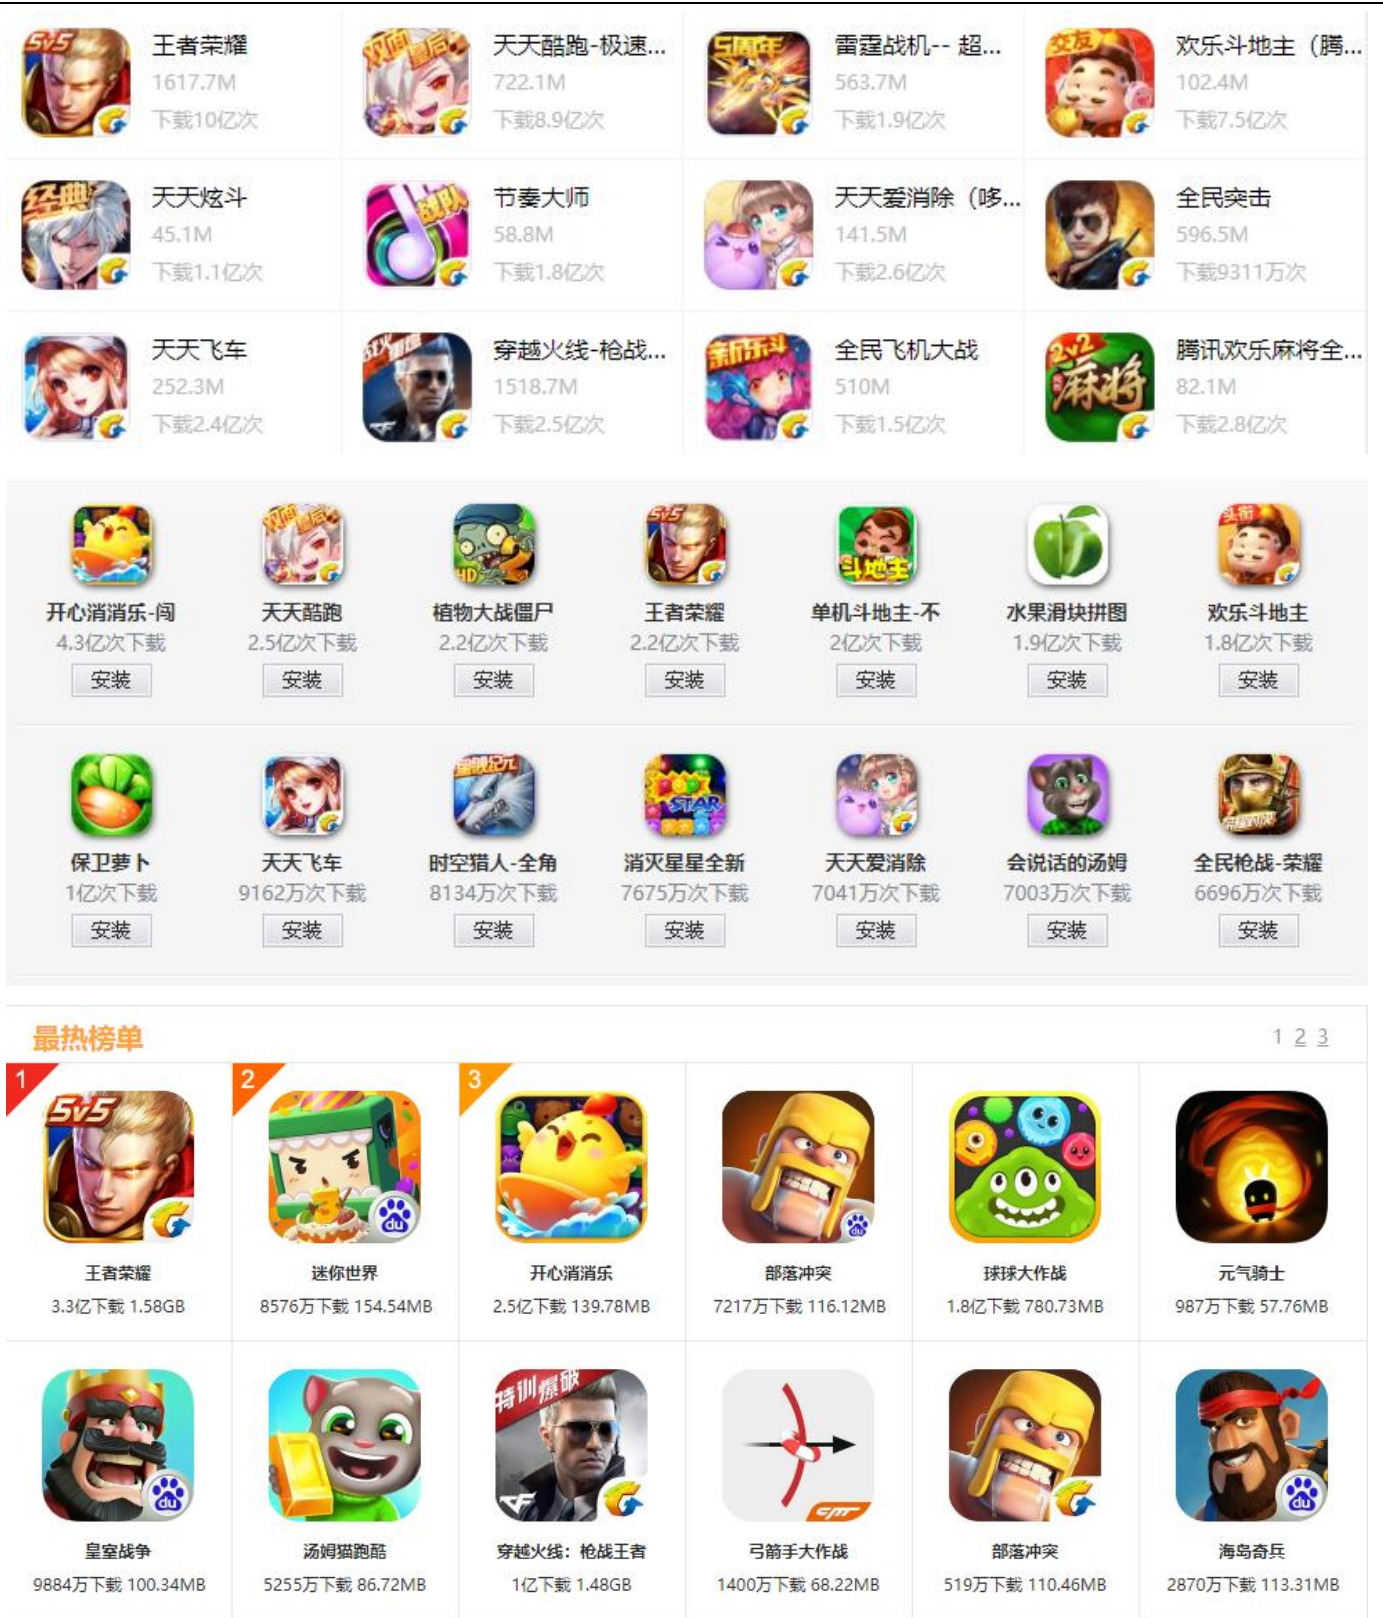 王者荣耀
1617.7M
下载10亿次
天天酷跑-极速...
722.1M
下载8.9亿次
雷霆战机-- 超...
563.7M
下载1.9亿次
欢乐斗地主（腾...
102.4M
下载7.5亿次
天天炫斗
45.1M
下载1.1亿次
节奏大师
58.8M
下载1.8亿次
天天爱消除（哆...
141.5M
下载2.6亿次
全民突击
596.5M
下载9311万次
天天飞车
252.3M
下载2.4亿次
穿越火线-枪战...
1518.7M
下载2.5亿次
全民飞机大战
510M
下载1.5亿次
腾讯欢乐麻将全...
82.1M
下载2.8亿次
开心消消乐-闯
4.3亿次下载
安装
天天酷跑
2.5亿次下载
安装
植物大战僵尸
2.2亿次下载
安装
王者荣耀
2.2亿次下载
安装
单机斗地主-不
2亿次下载
安装
水果滑块拼图
1.9亿次下载
安装
欢乐斗地主
1.8亿次下载
安装
保卫萝卜
1亿次下载
安装
天天飞车
9162万次下载
安装
时空猎人-全角
8134万次下载
安装
消灭星星全新
7675万次下载
安装
天天爱消除
7041万次下载
安装
会说话的汤姆
7003万次下载
安装
全民枪战-荣耀
6696万次下载
安装
最热榜单
1 2 3
1
5v5
王者荣耀
3.3亿下载 1.58GB
2
du
迷你世界
8576万下载 154.54MB
3
开心消消乐
2.5亿下载 139.78MB
du
部落冲突
7217万下载 116.12MB
球球大作战
1.8亿下载 780.73MB
元气骑士
987万下载 57.76MB
du
皇室战争
9884万下载 100.34MB
汤姆猫跑酷
5255万下载 86.72MB
特训爆破
CF
穿越火线：枪战王者
1亿下载 1.48GB
CMT
弓箭手大作战
1400万下载 68.22MB
部落冲突
519万下载 110.46MB
du
海岛奇兵
2870万下载 113.31MB